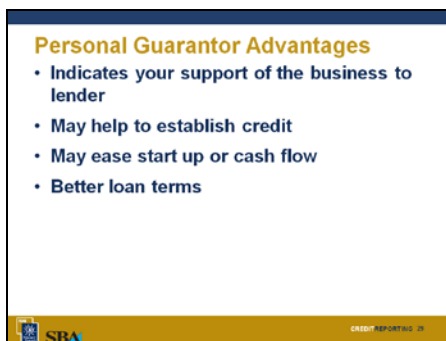 Personal Guarantor Advantages
• Indicates your support of the business to
lender
• May help to establish credit
• May ease start up or cash flow
• Better loan terms
SBA
CREDIT REPORTING 29